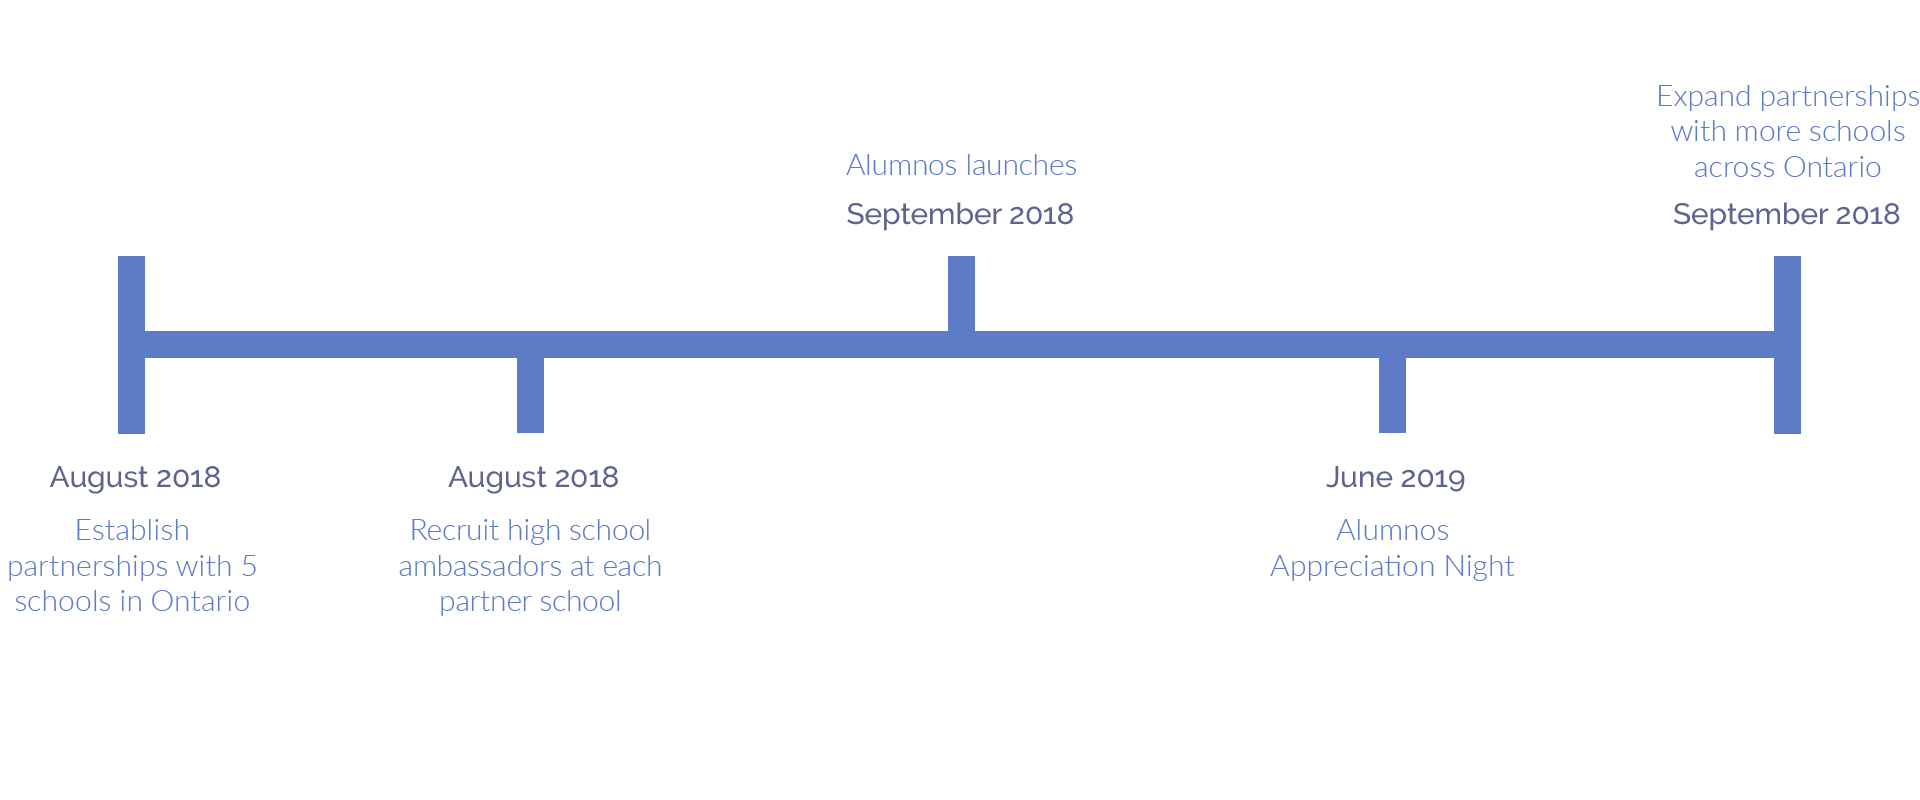 August 2018
Establish
partnerships with 5
schools in Ontario
August 2018
Recruit high school
ambassadors at each
partner school
Alumnos launches
September 2018
June 2019
Alumnos
Appreciation Night
Expand partnerships
with more schools
across Ontario
September 2018